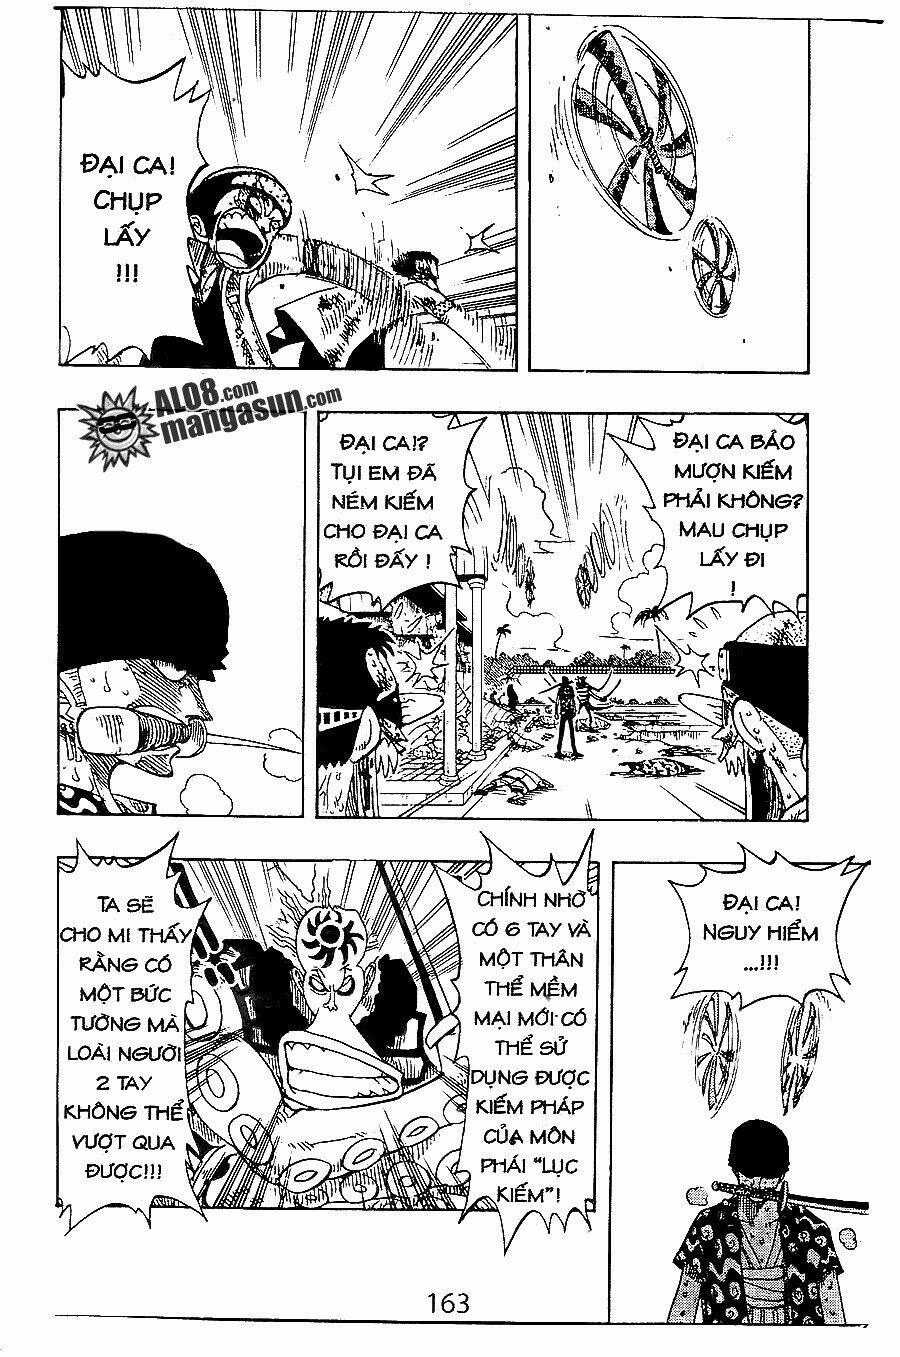 ĐẠI CA!
CHỤP
LẤY
!!!
AL08.com
mangasun.com
ĐẠI CA BẢO
MƯỢN KIẾM
PHẢI KHÔNG?
MAU CHỤP
LẤY ĐI
!
ĐẠI CA!?
TỤI EM ĐÃ
NÉM KIẾM
CHO ĐẠI CA
RỒI ĐẤY !
ĐẠI CA!
NGUY HIỂM
...!!!
CHÍNH NHỜ
CÓ 6 TAY VÀ
MỘT THÂN
THỂ MỀM
MẠI MỚI CÓ
THỂ SỬ
DỤNG ĐƯỢC
KIẾM PHÁP
CỦA MÔN
PHÁI "LỤC
KIẾM"!
TA SẼ
CHO MI THẤY
RẰNG CÓ
MỘT BỨC
TƯỜNG MÀ
LOÀI NGƯỜI
2 TAY
KHÔNG THỂ
VƯỢT QUA
ĐƯỢC!!!
163